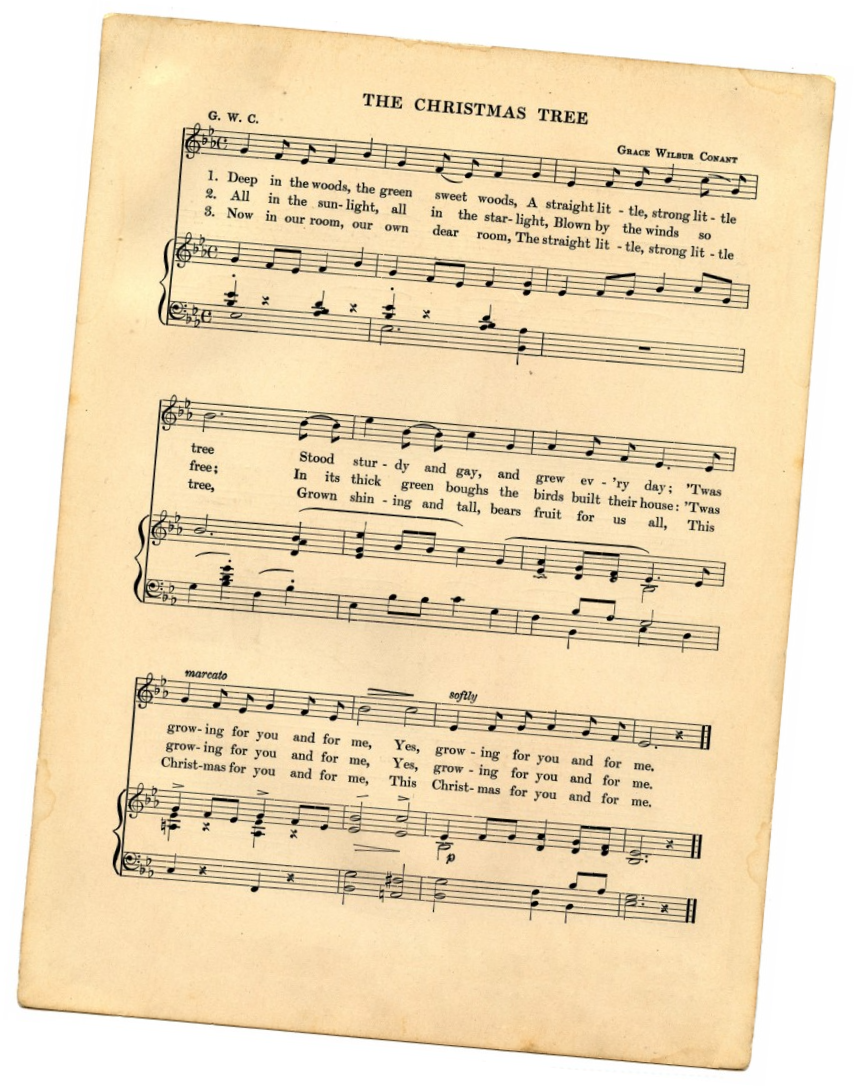 THE CHRISTMAS TREE
G. W. C.
GRACE WILBUR CONANT
1. Deep in the woods, the green sweet woods, A straight lit - tle, strong lit - tle
2. All in the sun - light, all in the star - light, Blown by the winds so
3. Now in our room, our own dear room, The straight lit - tle, strong lit - tle
tree Stood stur - dy and gay, and grew ev - 'ry day; 'Twas
free; In its thick green boughs the birds built their house: 'Twas
tree, Grown shin - ing and tall, bears fruit for us all, This
marcato
softly
grow - ing for you and for me, Yes, grow - ing for you and for me.
grow - ing for you and for me, Yes, grow - ing for you and for me.
Christ - mas for you and for me, This Christ - mas for you and for me.
p